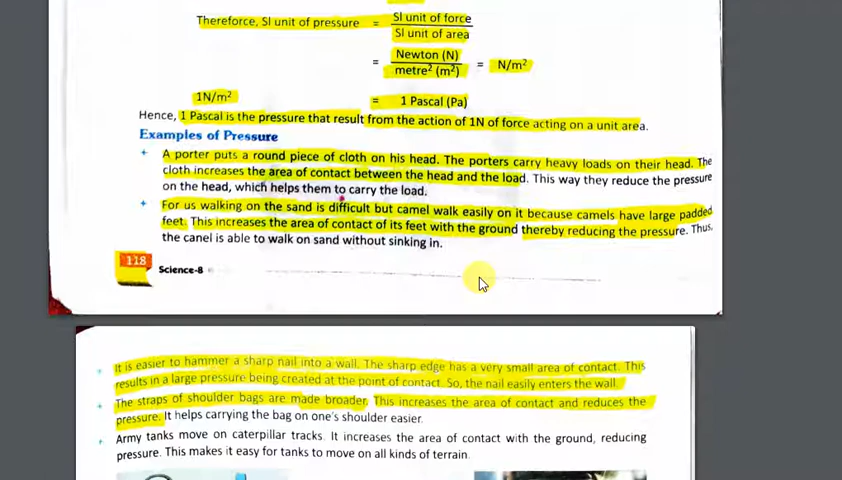 Thereforce, SI unit of pressure = SI unit of force
SI unit of area
= Newton (N)
metre² (m²)
= N/m²
1N/m² = 1 Pascal (Pa)
Hence, 1 Pascal is the pressure that result from the action of 1N of force acting on a unit area.
Examples of Pressure
+ A porter puts a round piece of cloth on his head. The porters carry heavy loads on their head. The
cloth increases the area of contact between the head and the load. This way they reduce the pressure
on the head, which helps them to carry the load.
+ For us walking on the sand is difficult but camel walk easily on it because camels have large padded
feet. This increases the area of contact of its feet with the ground thereby reducing the pressure. Thus,
the canel is able to walk on sand without sinking in.
118
Science-8
+ It is easier to hammer a sharp nail into a wall. The sharp edge has a very small area of contact. This
results in a large pressure being created at the point of contact. So, the nail easily enters the wall.
+ The straps of shoulder bags are made broader. This increases the area of contact and reduces the
pressure. It helps carrying the bag on one's shoulder easier.
+ Army tanks move on caterpillar tracks. It increases the area of contact with the ground, reducing
pressure. This makes it easy for tanks to move on all kinds of terrain.